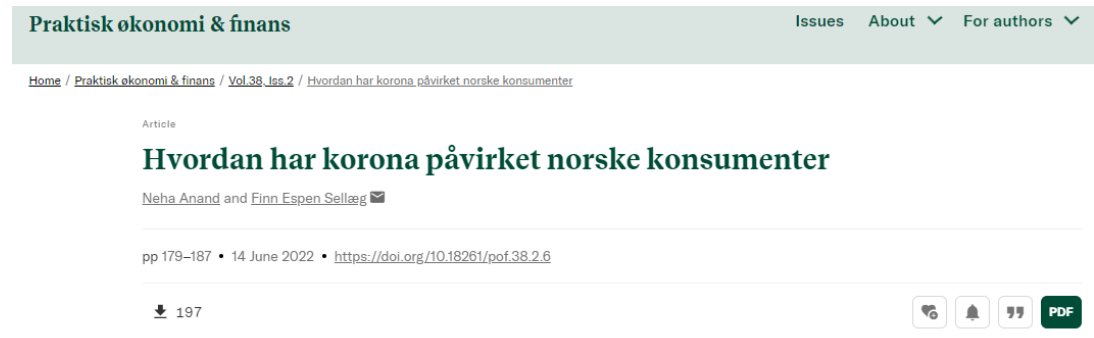 Praktisk økonomi & finans
Issues About For authors
Home / Praktisk økonomi & finans / Vol.38, Iss.2 / Hvordan har korona påvirket norske konsumenter
Article
Hvordan har korona påvirket norske konsumenter
Neha Anand and Finn Espen Sellæg
pp 179–187 • 14 June 2022 • https://doi.org/10.18261/pof.38.2.6
197
PDF